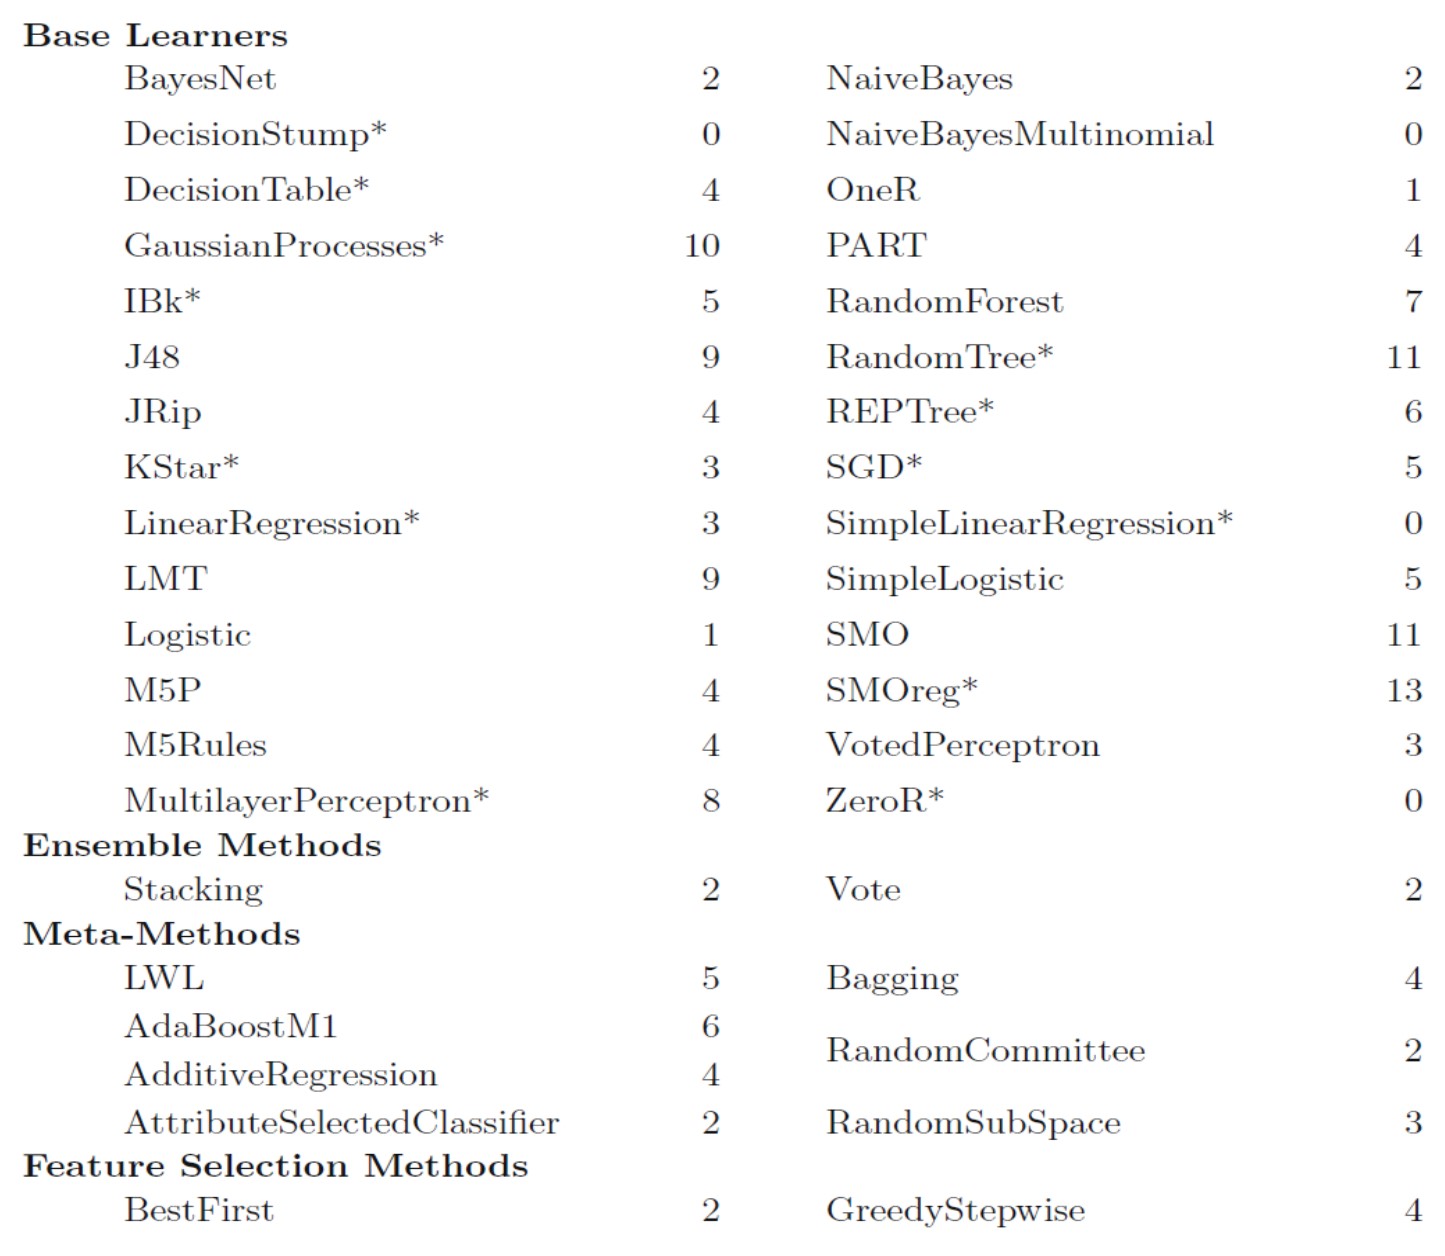 Base Learners
BayesNet 2 NaiveBayes 2
DecisionStump* 0 NaiveBayesMultinomial 0
DecisionTable* 4 OneR 1
GaussianProcesses* 10 PART 4
IBk* 5 RandomForest 7
J48 9 RandomTree* 11
JRip 4 REPTree* 6
KStar* 3 SGD* 5
LinearRegression* 3 SimpleLinearRegression* 0
LMT 9 SimpleLogistic 5
Logistic 1 SMO 11
M5P 4 SMOreg* 13
M5Rules 4 VotedPerceptron 3
MultilayerPerceptron* 8 ZeroR* 0
Ensemble Methods
Stacking 2 Vote 2
Meta-Methods
LWL 5 Bagging 4
AdaBoostM1 6
RandomCommittee 2
AdditiveRegression 4
AttributeSelectedClassifier 2 RandomSubSpace 3
Feature Selection Methods
BestFirst 2 GreedyStepwise 4